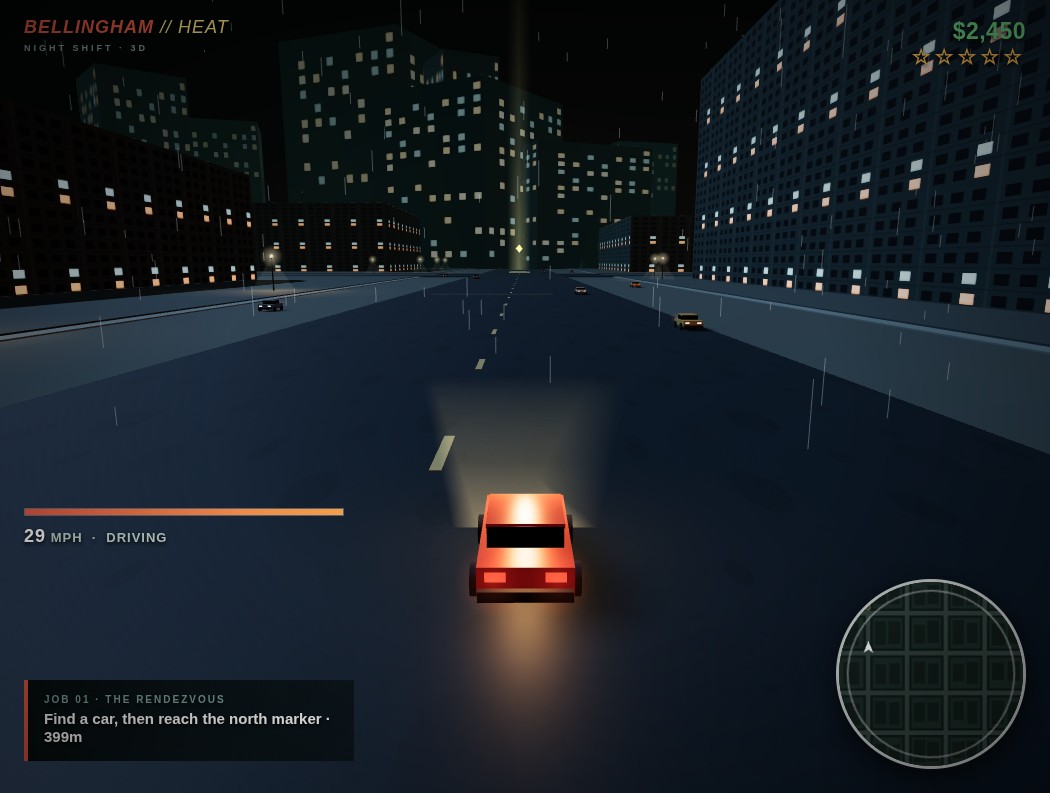 BELLINGHAM // HEAT
$2,450
NIGHT SHIFT · 3D
29 MPH · DRIVING
JOB 01 · THE RENDEZVOUS
Find a car, then reach the north marker ·
399m